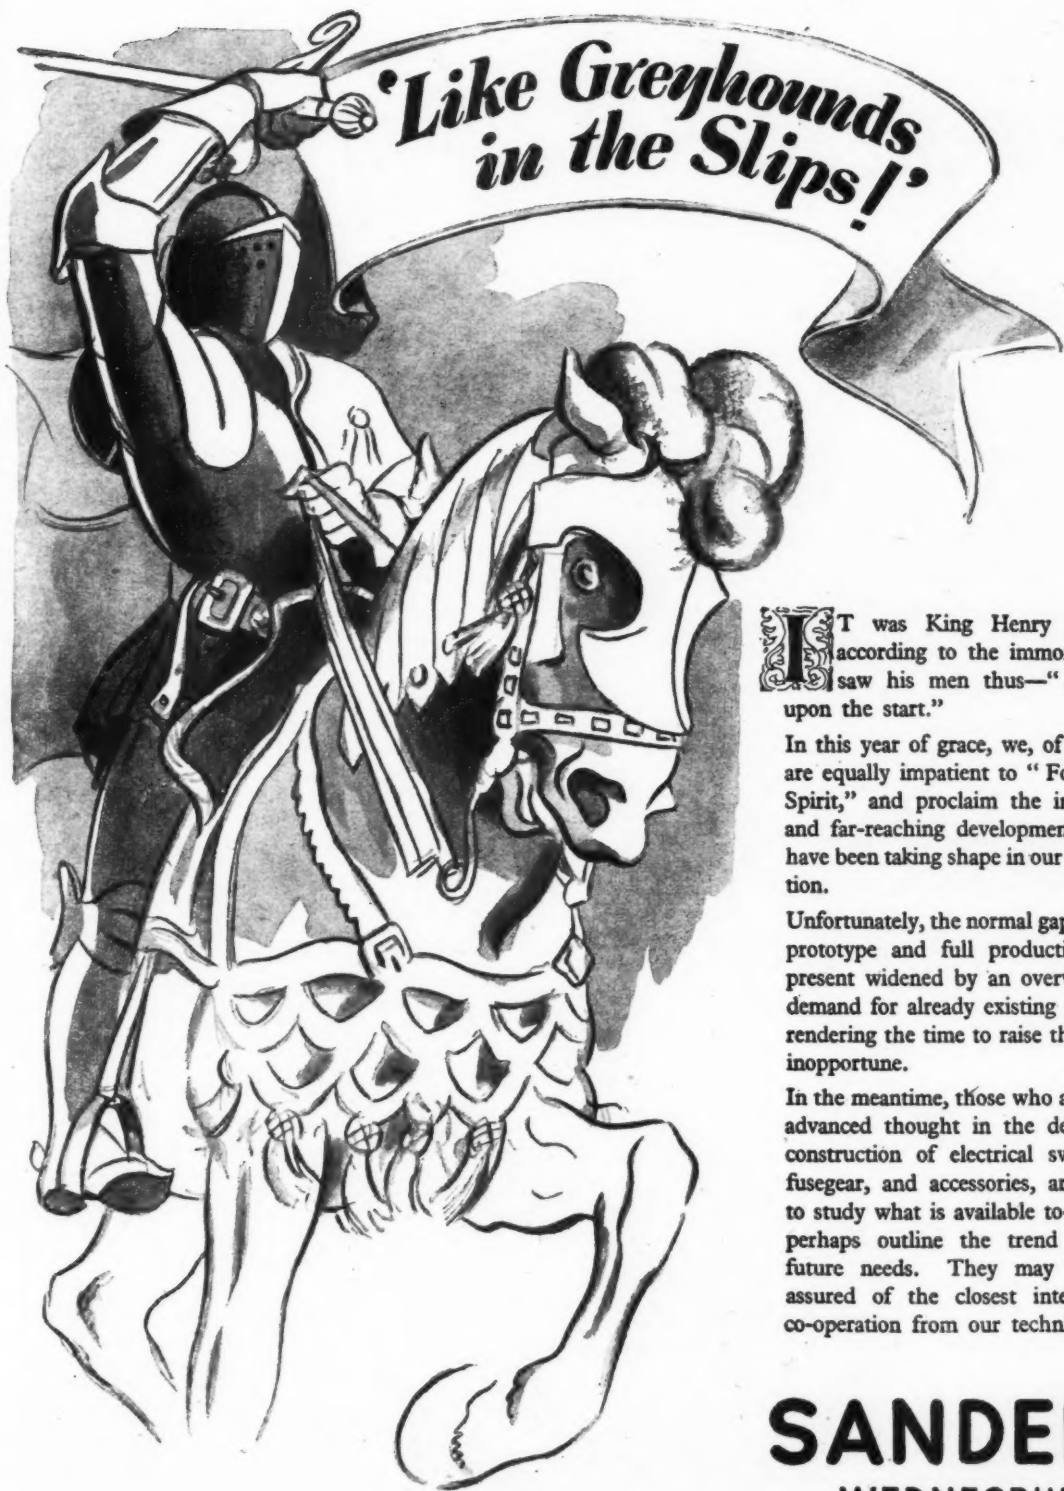 'Like Greyhounds
in the Slips!'
IT was King Henry
according to the immo
saw his men thus—“
upon the start.”
In this year of grace, we, of
are equally impatient to “ Fo
Spirit,” and proclaim the in
and far-reaching developmen
have been taking shape in our
tion.
Unfortunately, the normal gap
prototype and full producti
present widened by an over
demand for already existing
rendering the time to raise th
inopportune.
In the meantime, those who a
advanced thought in the de
construction of electrical sw
fusegear, and accessories, ar
to study what is available to-
perhaps outline the trend
future needs. They may
assured of the closest inte
co-operation from our techn
SANDE